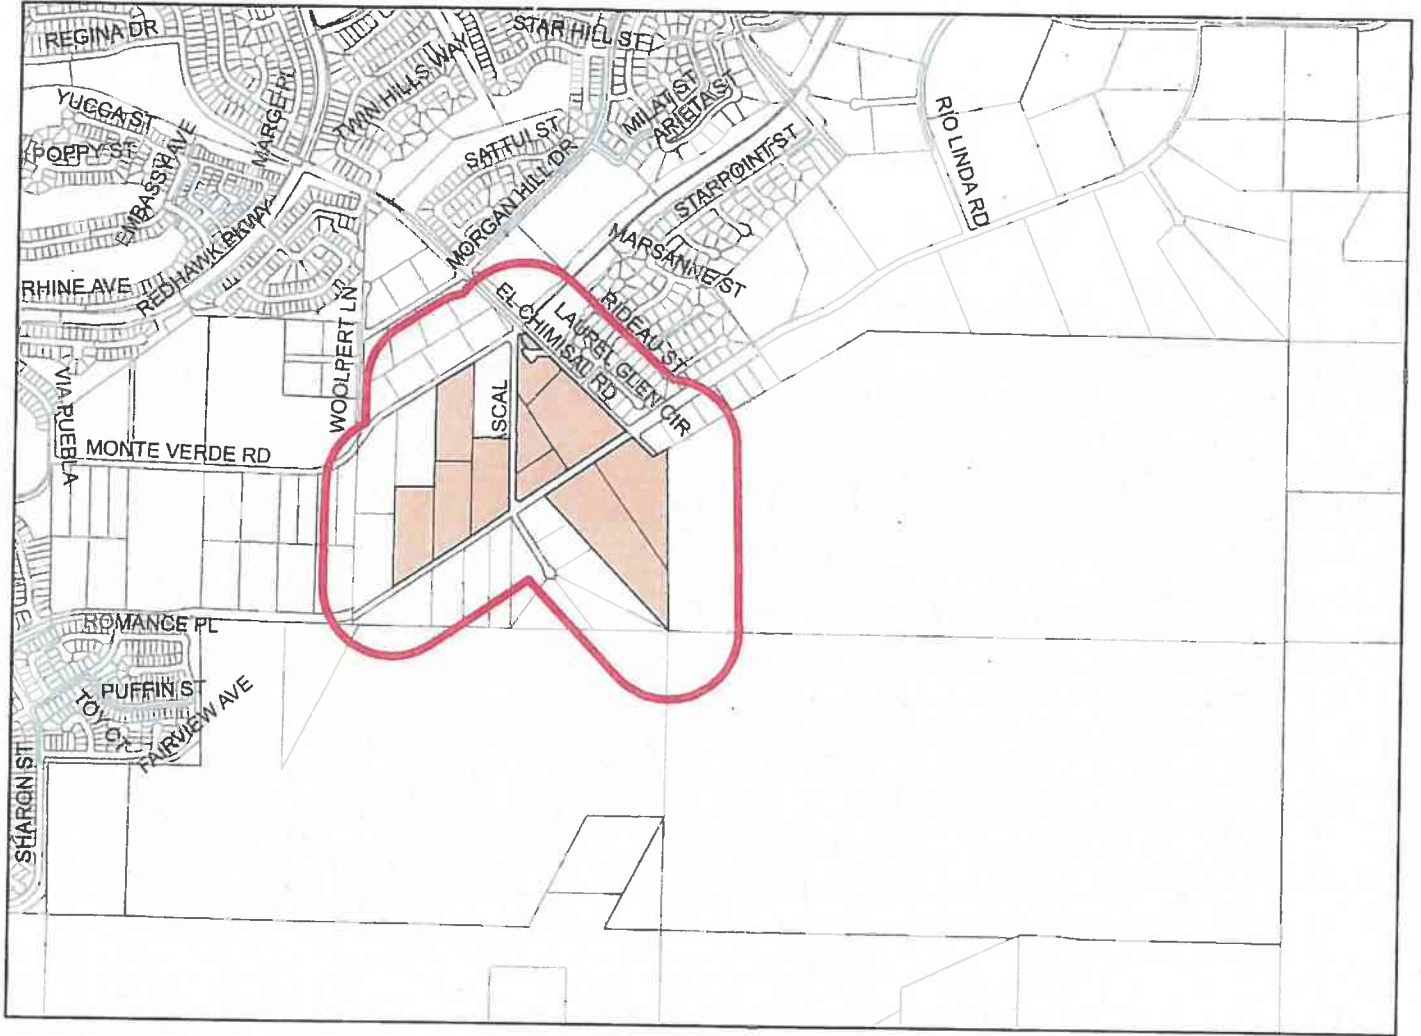 REGINA DR
STAR HILL ST
TWIN HILLS WAY
MARGE PL
YUCCA ST
POPPY ST
EMBASSY AVE
MILAT ST
ARIETA ST
SATTUI ST
MORGAN HILL DR
STARPOINT ST
RIO LINDA RD
MARSANNE ST
REDHAWK PKWY
RHINE AVE
WOOLPERT LN
EL CHIMISAL RD
LAUREL GLEN CIR
RIDEAU ST
VIA PUEBLA
SCAL
MONTE VERDE RD
ROMANCE PL
PUFFIN ST
TOY CT
FAIRVIEW AVE
SHARON ST